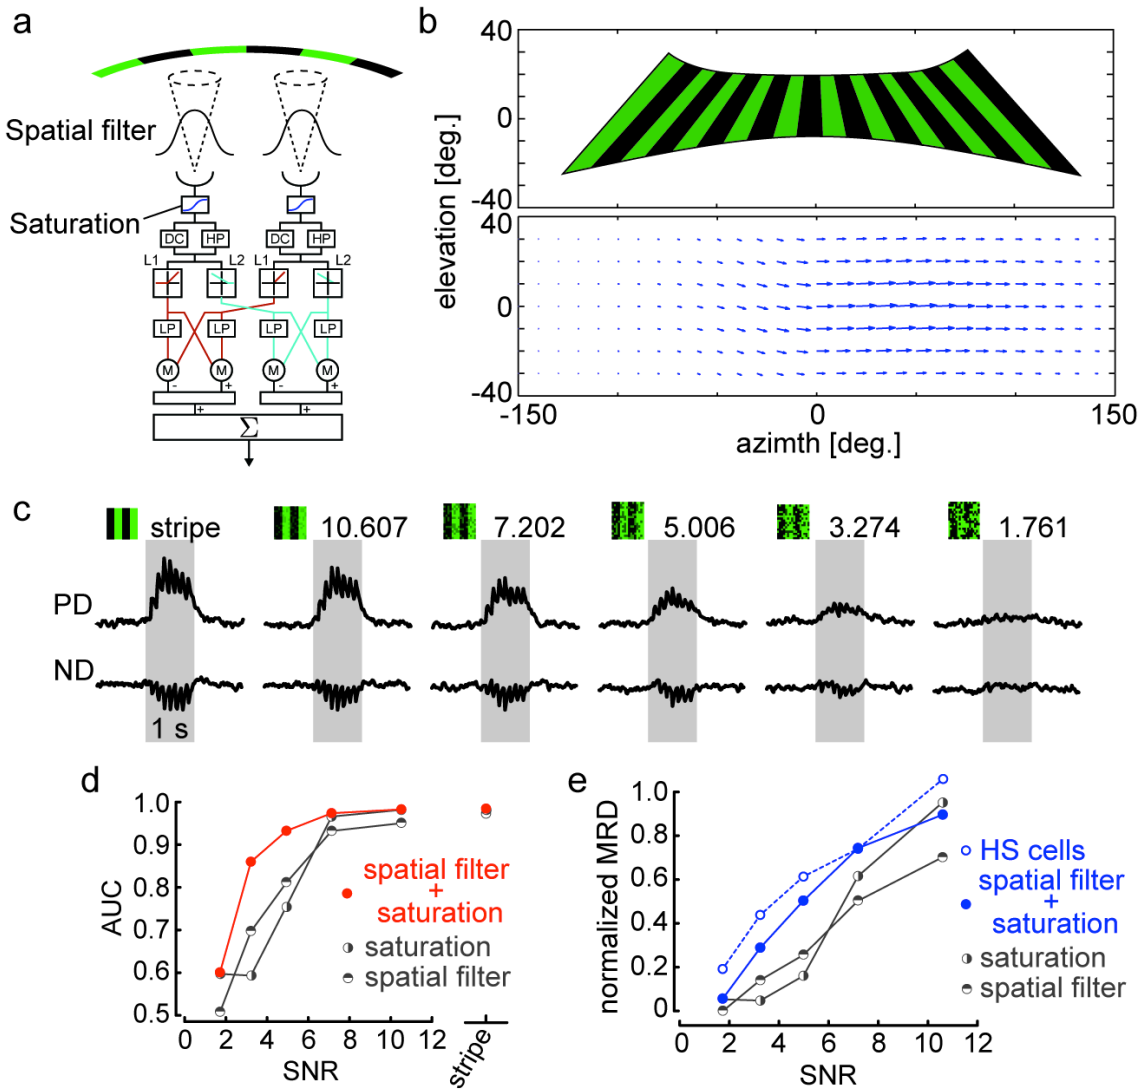 a
Spatial filter
Saturation
DC HP DC HP
L1 L2 L1 L2
LP LP LP LP
M M M M
- + - +
+ +
Σ
b
elevation [deg.]
40
20
0
-20
-40
40
20
0
-20
-40
-150 0 150
azimth [deg.]
c
stripe 10.607 7.202 5.006 3.274 1.761
PD
ND
1 s
d
AUC
1.0
0.9
0.8
0.7
0.6
0.5
0 2 4 6 8 10 12 stripe
SNR
spatial filter
+
saturation
saturation
spatial filter
e
normalized MRD
1.0
0.8
0.6
0.4
0.2
0
0 2 4 6 8 10 12
SNR
HS cells
spatial filter
+
saturation
saturation
spatial filter